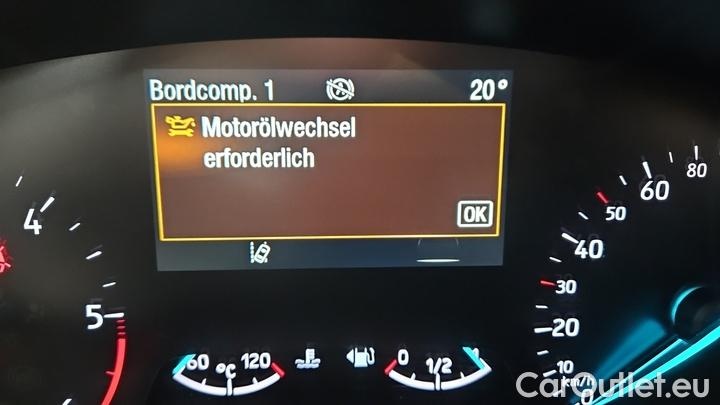 Bordcomp. 1 20°
Motorölwechsel
erforderlich
OK
4
5
60 °C 120
0 1/2 1
80
60
50
40
30
20
10
km/h
0
CarOutlet.eu